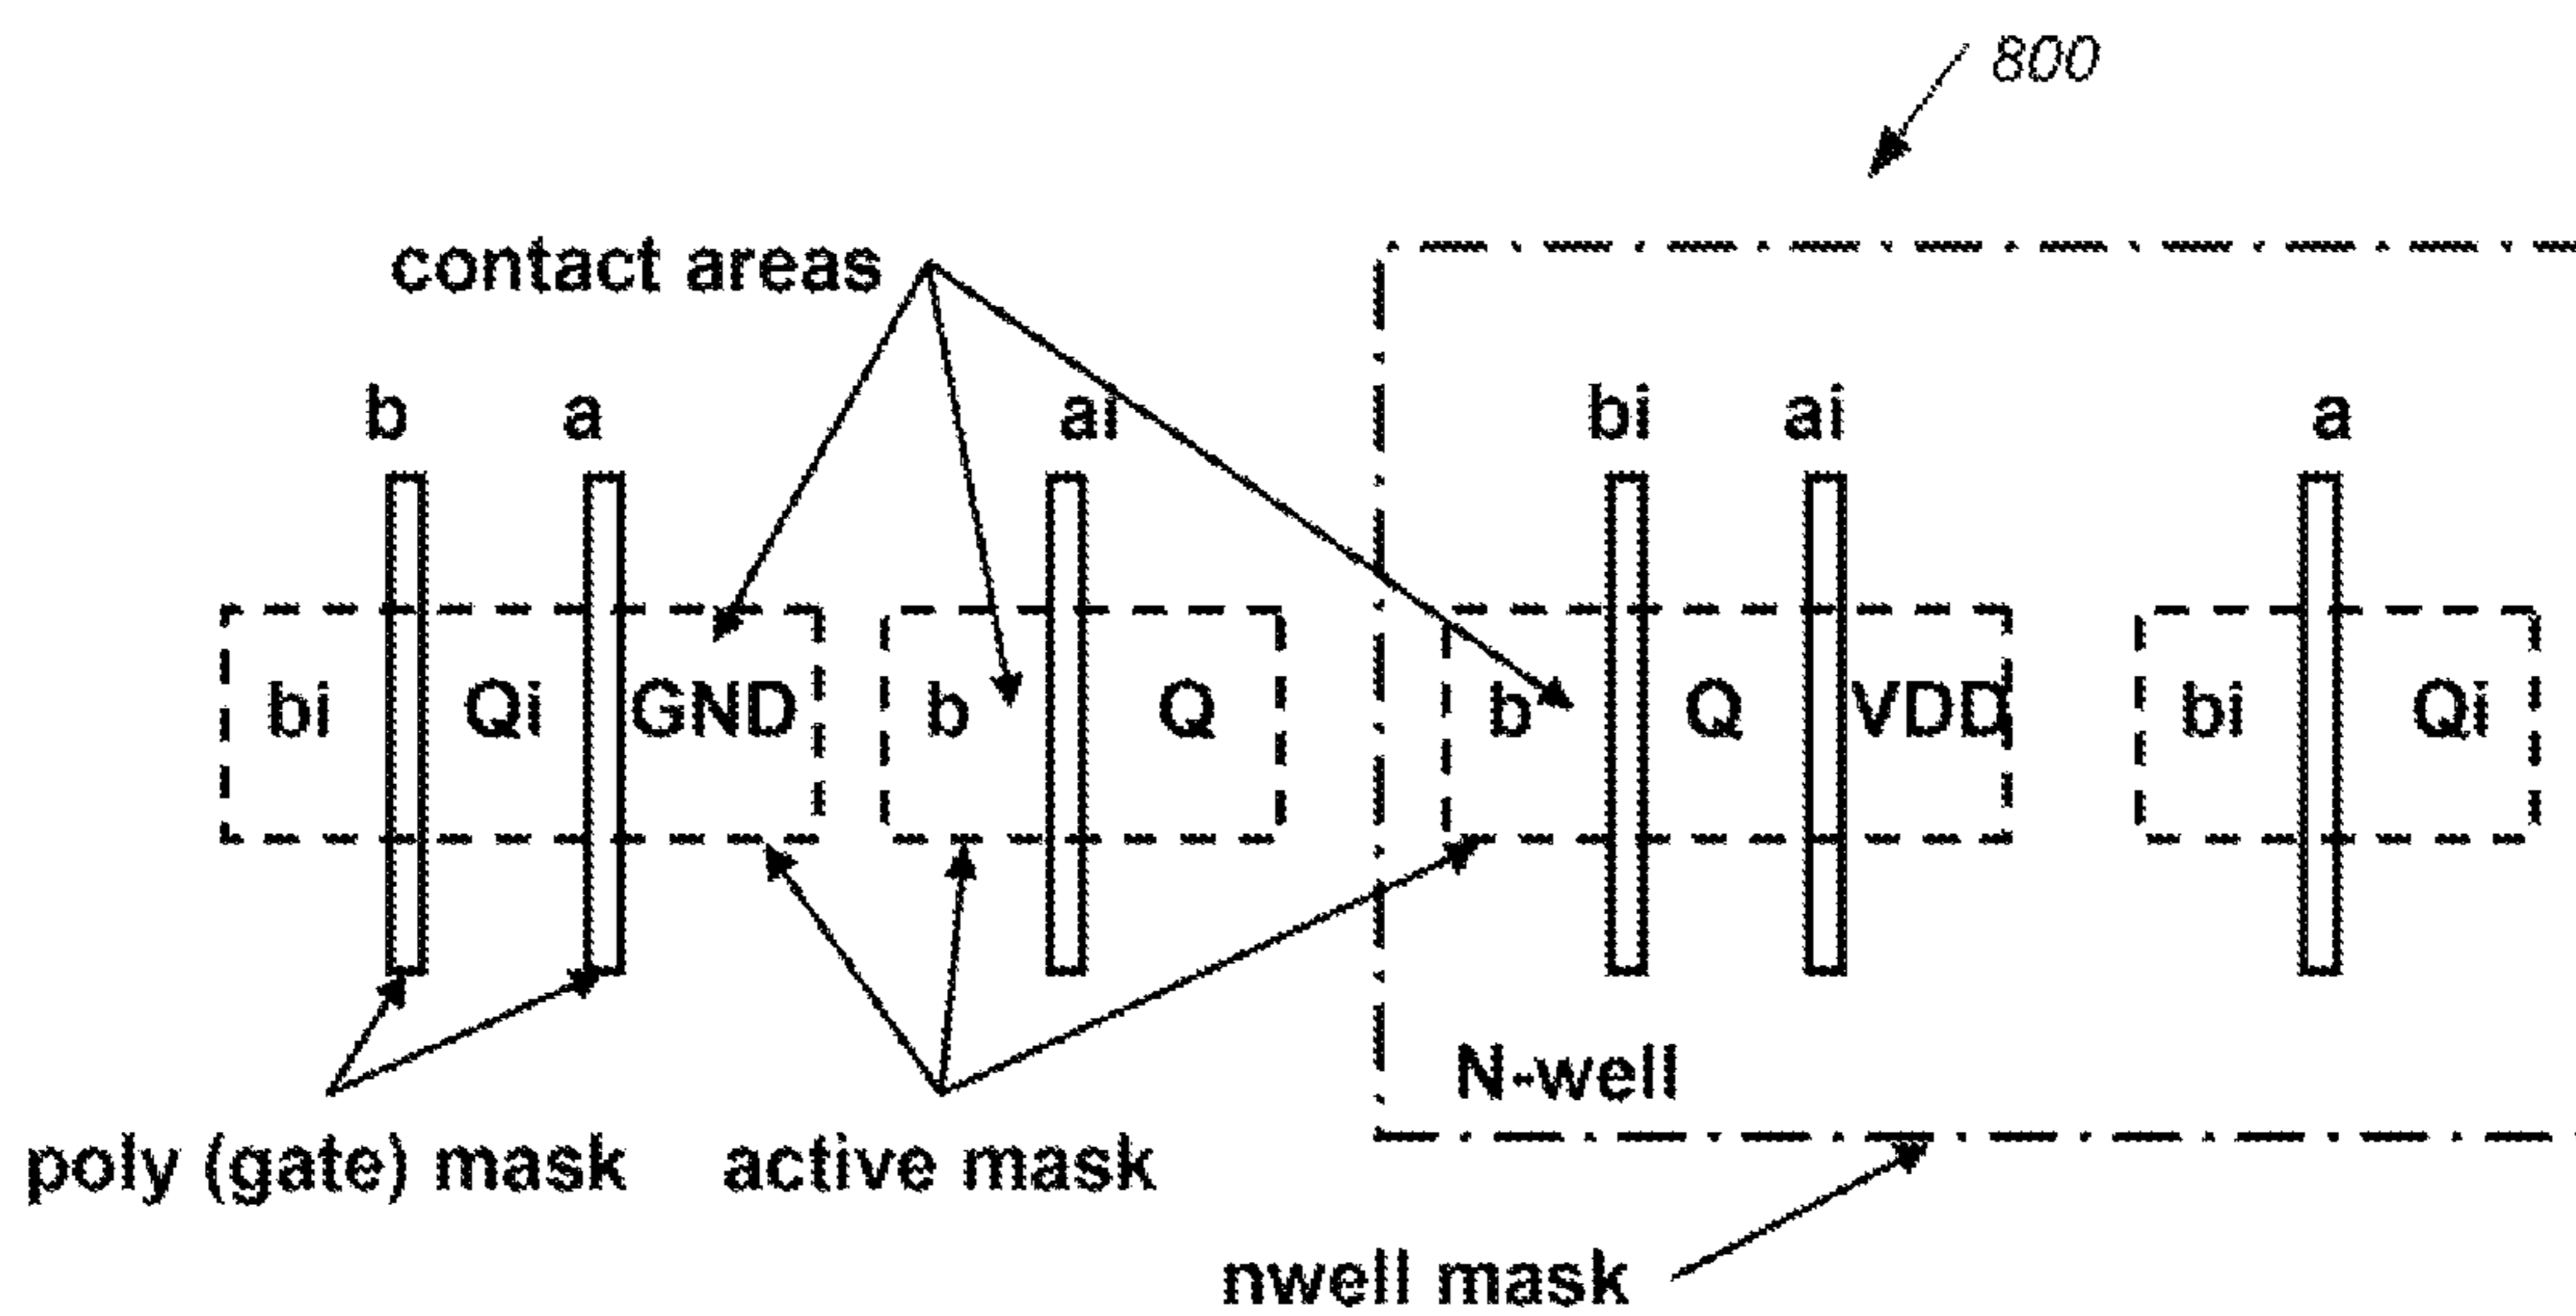 800
contact areas
b a ai bi ai a
bi Qi GND b Q b Q VDD bi Qi
N-well
poly (gate) mask active mask
nwell mask